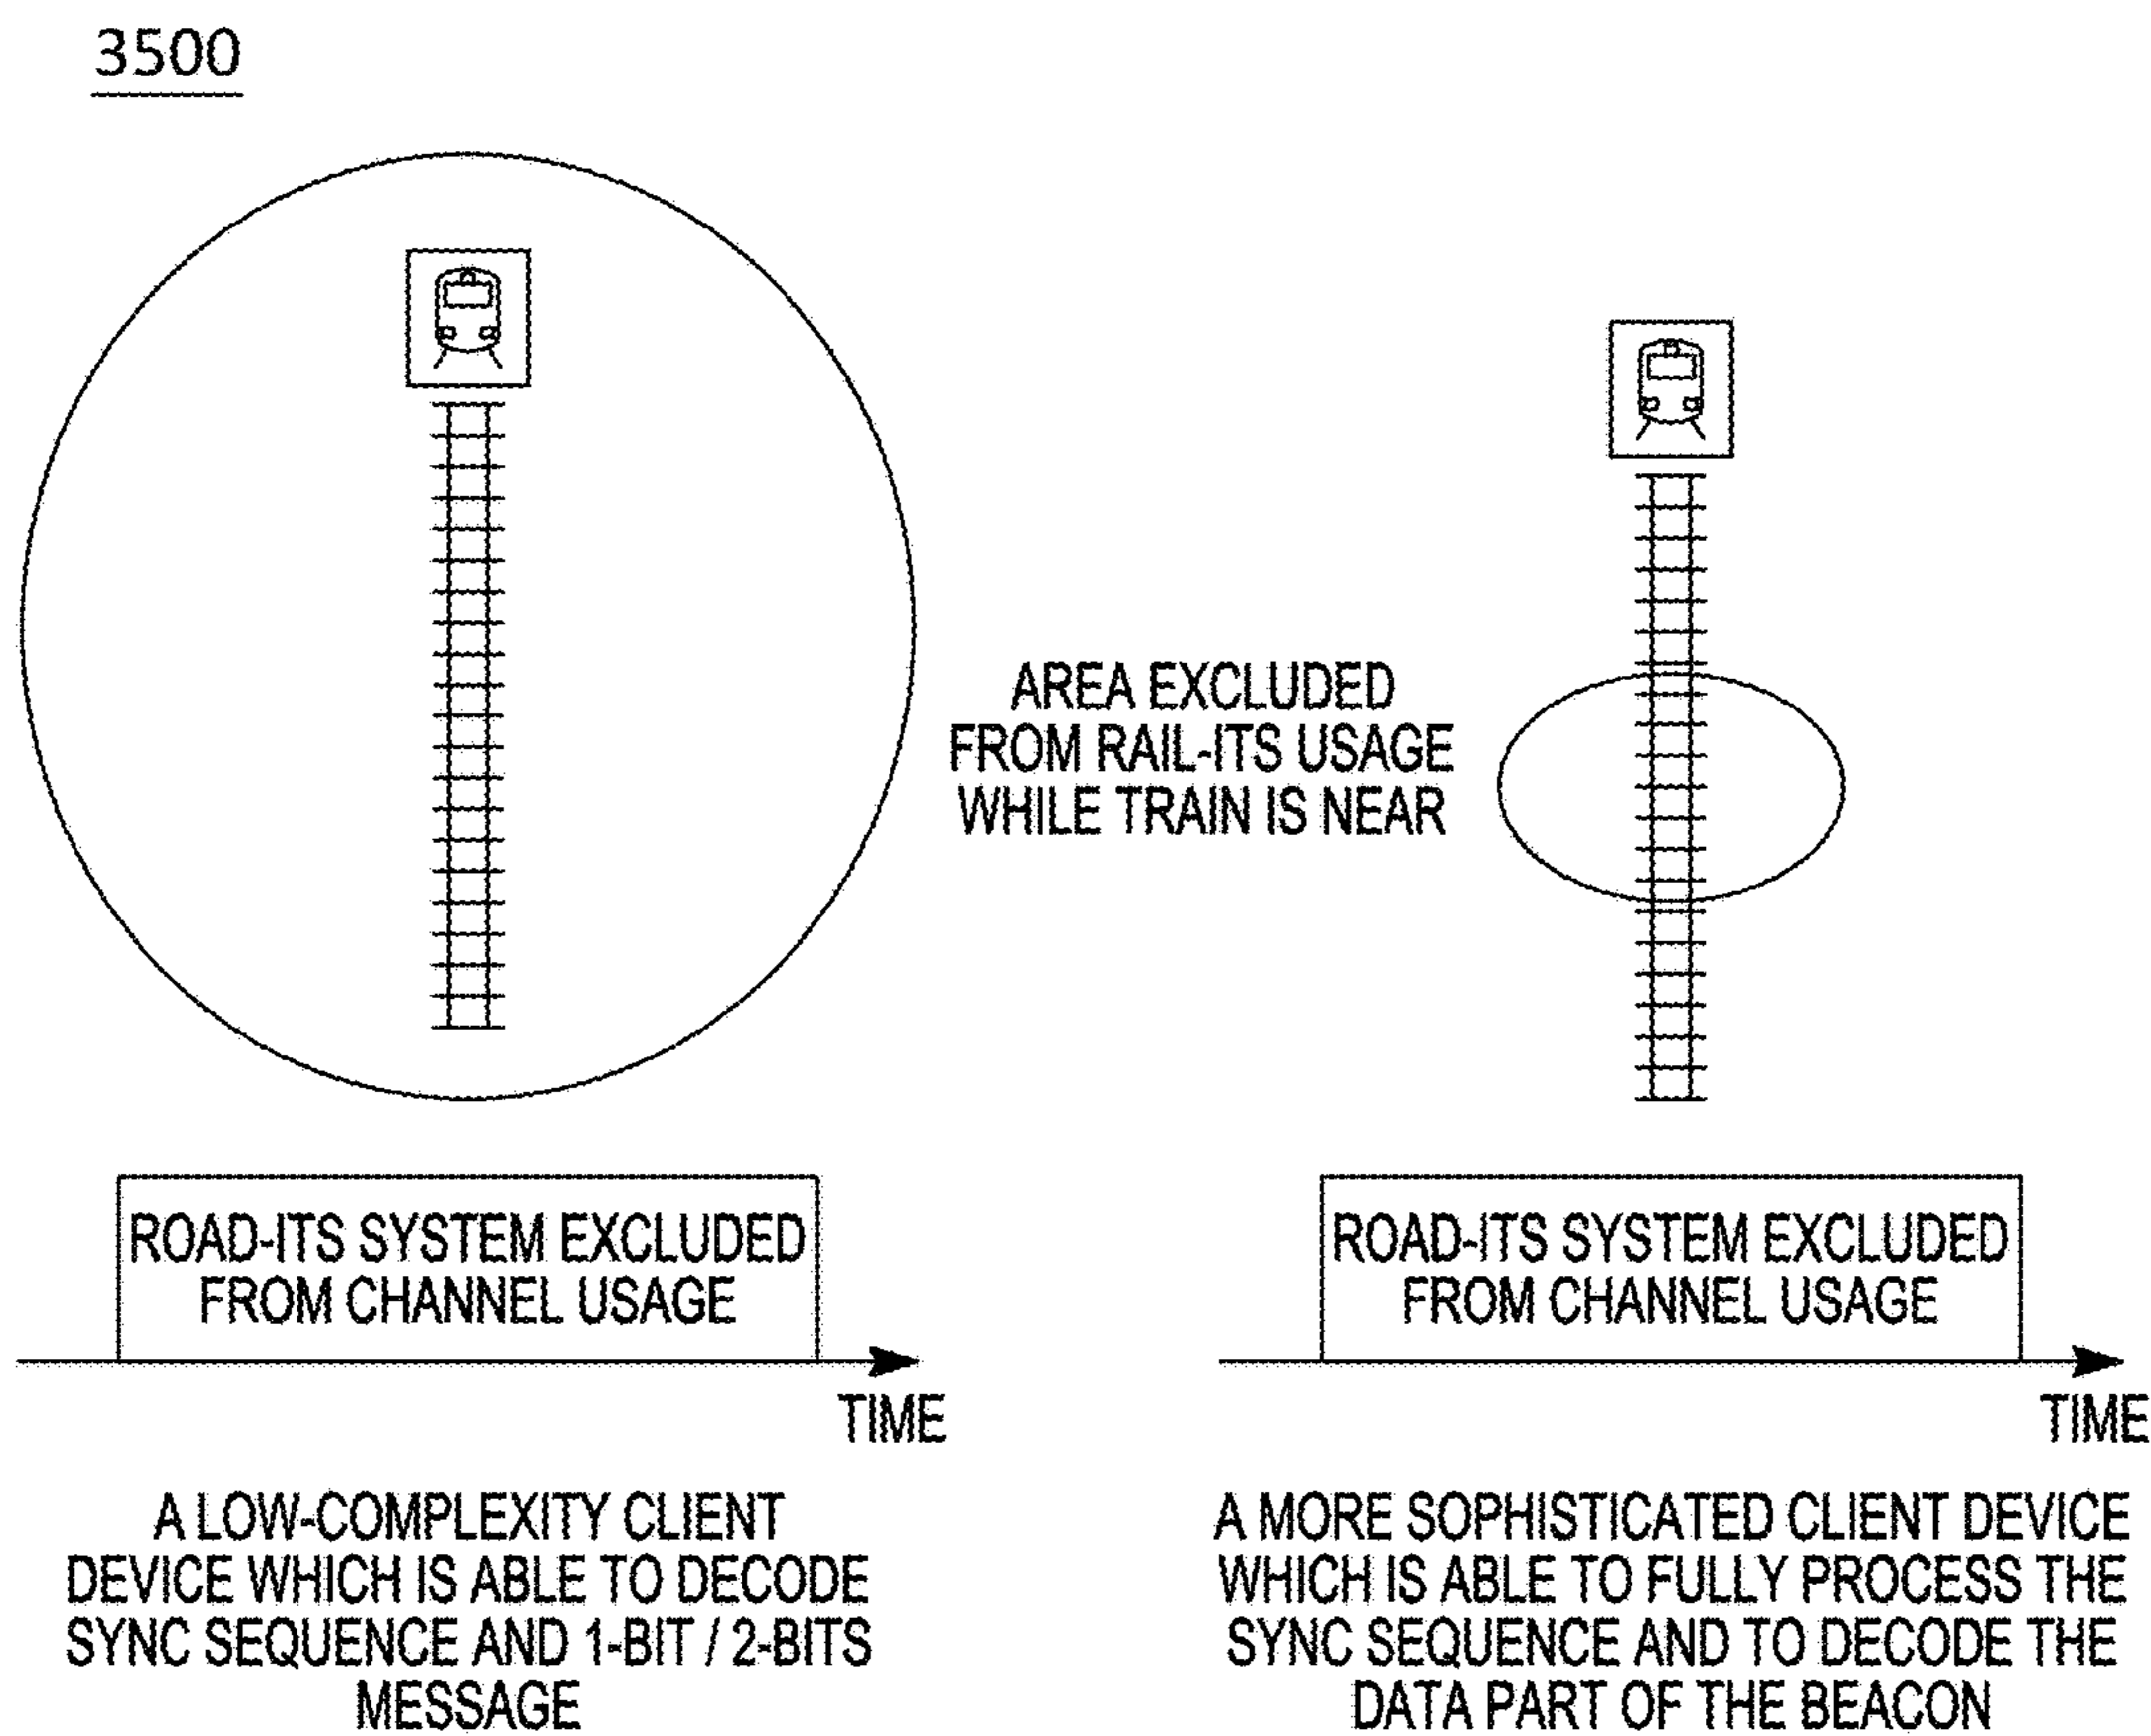 3500
AREA EXCLUDED
FROM RAIL-ITS USAGE
WHILE TRAIN IS NEAR
ROAD-ITS SYSTEM EXCLUDED
FROM CHANNEL USAGE
TIME
A LOW-COMPLEXITY CLIENT
DEVICE WHICH IS ABLE TO DECODE
SYNC SEQUENCE AND 1-BIT / 2-BITS
MESSAGE
ROAD-ITS SYSTEM EXCLUDED
FROM CHANNEL USAGE
TIME
A MORE SOPHISTICATED CLIENT DEVICE
WHICH IS ABLE TO FULLY PROCESS THE
SYNC SEQUENCE AND TO DECODE THE
DATA PART OF THE BEACON